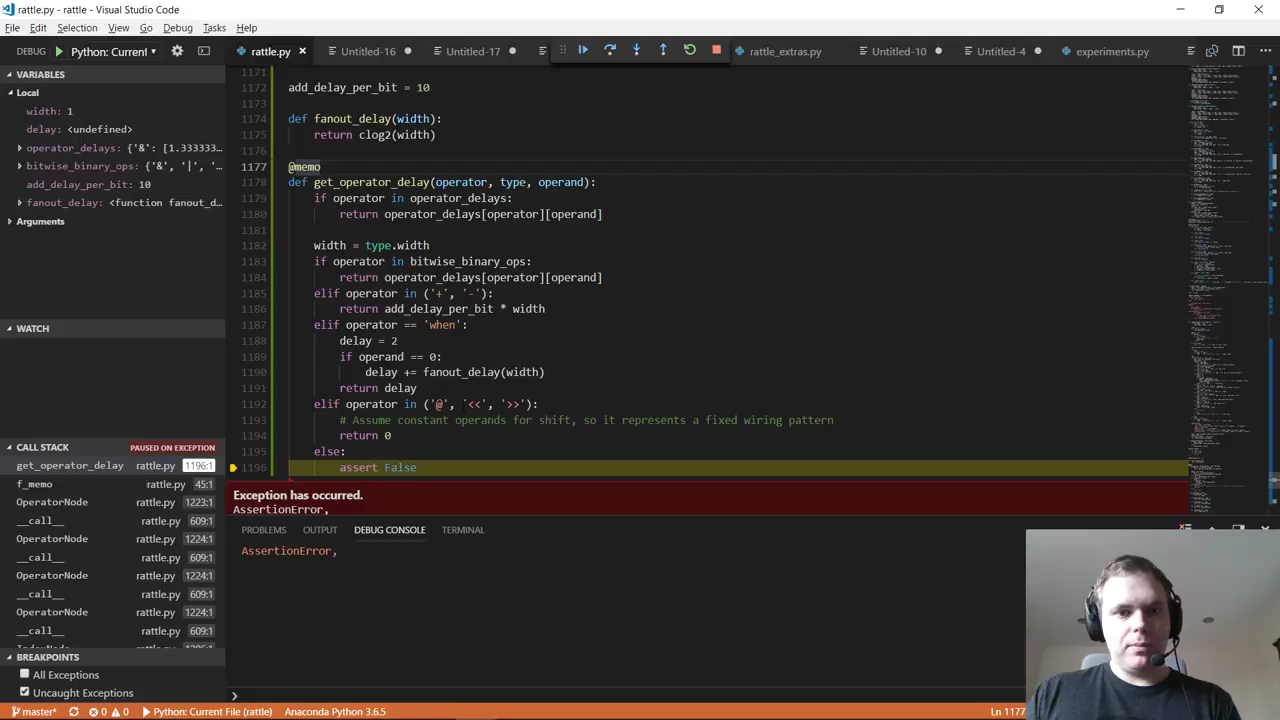 rattle.py - rattle - Visual Studio Code
File Edit Selection View Go Debug Tasks Help
DEBUG Python: Current rattle.py Untitled-16 Untitled-17 rattle_extras.py Untitled-10 Untitled-4 experiments.py
VARIABLES
Local
width: 1
delay: <undefined>
operator_delays: {'&': [1.333333...
bitwise_binary_ops: {'&', '|', '...
add_delay_per_bit: 10
fanout_delay: <function fanout_d...
Arguments
WATCH
CALL STACK PAUSED ON EXCEPTION
get_operator_delay rattle.py 1196:1
f_memo rattle.py 45:1
OperatorNode rattle.py 1223:1
__call__ rattle.py 609:1
OperatorNode rattle.py 1224:1
__call__ rattle.py 609:1
OperatorNode rattle.py 1224:1
__call__ rattle.py 609:1
OperatorNode rattle.py 1224:1
__call__ rattle.py 609:1
BREAKPOINTS
All Exceptions
Uncaught Exceptions
1171
1172 add_delay_per_bit = 10
1173
1174 def fanout_delay(width):
1175 return clog2(width)
1176
1177 @memo
1178 def get_operator_delay(operator, type, operand):
1179 if operator in operator_delays:
1180 return operator_delays[operator][operand]
1181
1182 width = type.width
1183 if operator in bitwise_binary_ops:
1184 return operator_delays[operator][operand]
1185 elif operator in ('+', '-'):
1186 return add_delay_per_bit * width
1187 elif operator == 'when':
1188 delay = 2
1189 if operand == 0:
1190 delay += fanout_delay(width)
1191 return delay
1192 elif operator in ('@', '<<', '>>'):
1193 # Assume constant operand for shift, so it represents a fixed wiring pattern
1194 return 0
1195 else:
1196 assert False
Exception has occurred.
AssertionError,
PROBLEMS OUTPUT DEBUG CONSOLE TERMINAL
AssertionError,
master* 0 0 Python: Current File (rattle) Anaconda Python 3.6.5 Ln 1177